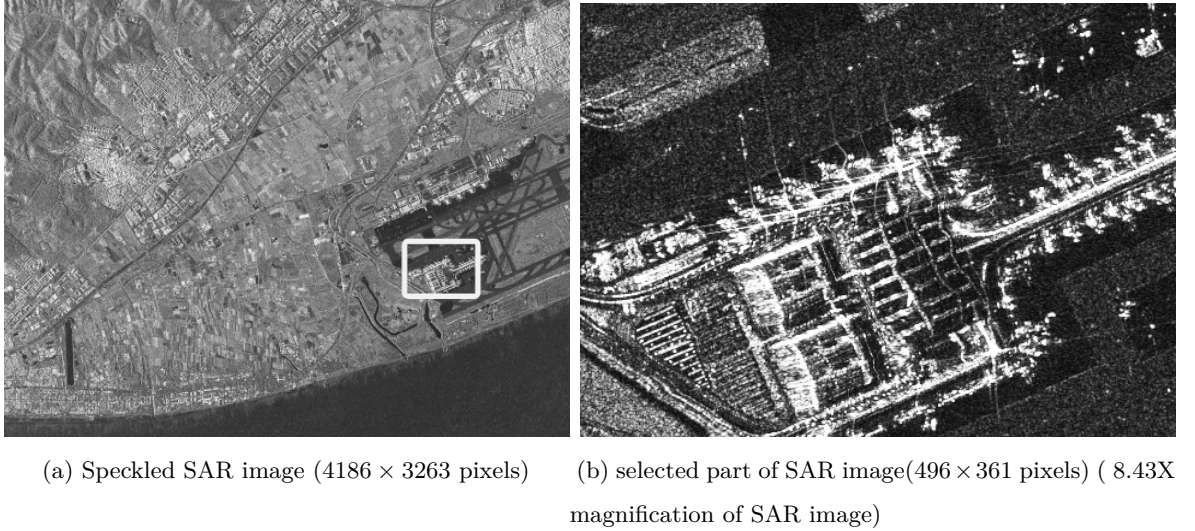 (a) Speckled SAR image (4186 × 3263 pixels)
(b) selected part of SAR image(496 × 361 pixels) ( 8.43X
magnification of SAR image)